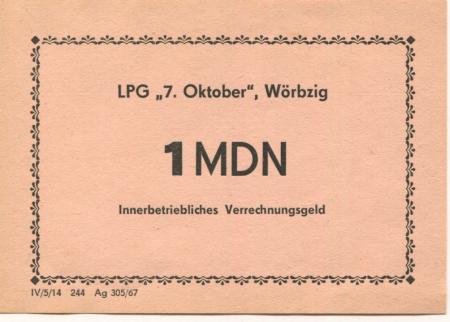 LPG „7. Oktober“, Wörbzig
1 MDN
Innerbetriebliches Verrechnungsgeld
IV/5/14 244 Ag 305/67